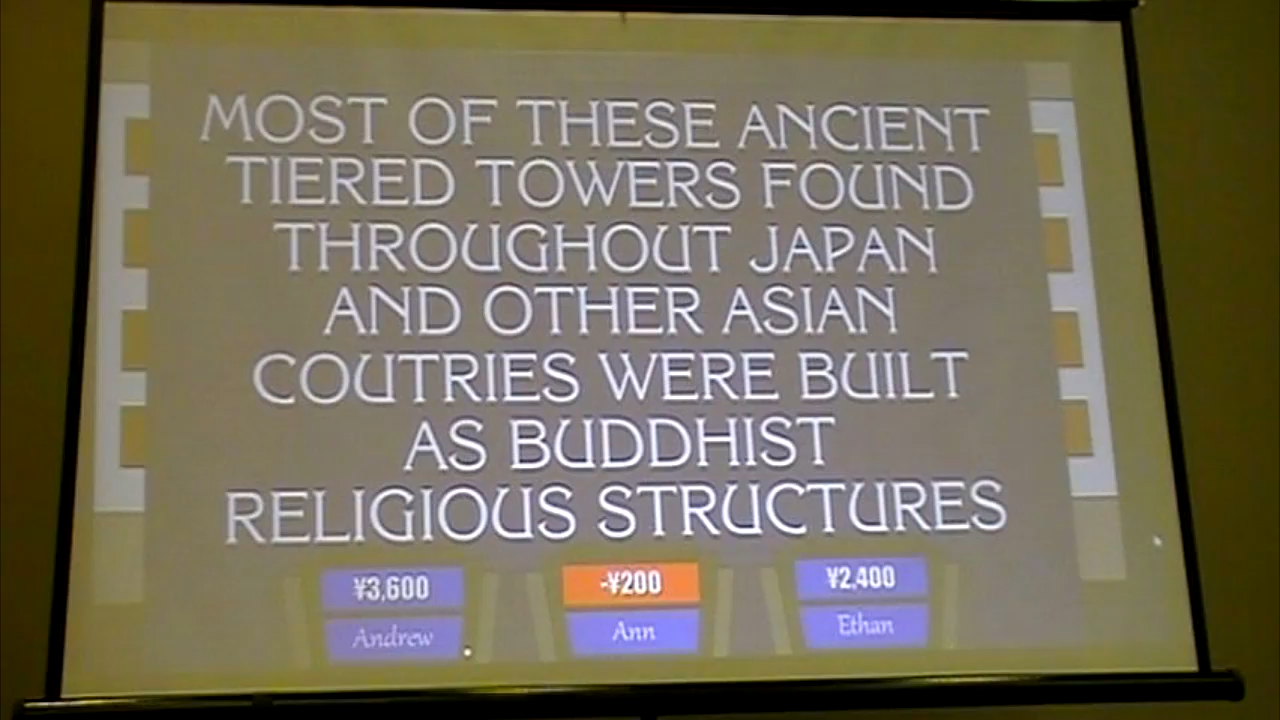 MOST OF THESE ANCIENT
TIERED TOWERS FOUND
THROUGHOUT JAPAN
AND OTHER ASIAN
COUTRIES WERE BUILT
AS BUDDHIST
RELIGIOUS STRUCTURES
¥3,600
-¥200
¥2,400
Andrew
Ann
Ethan